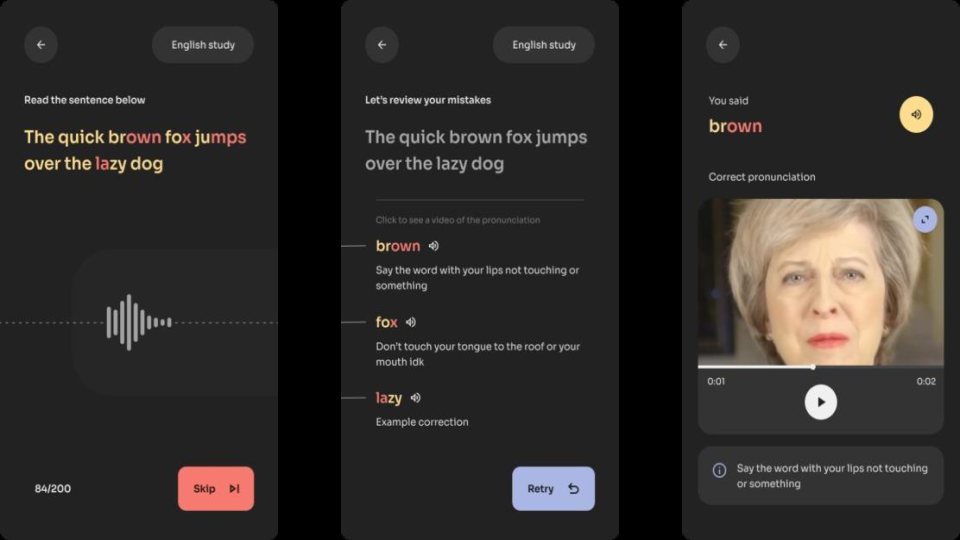 English study
Read the sentence below
The quick brown fox jumps
over the lazy dog
84/200
Skip
English study
Let's review your mistakes
The quick brown fox jumps
over the lazy dog
Click to see a video of the pronunciation
brown
Say the word with your lips not touching or
something
fox
Don't touch your tongue to the roof or your
mouth idk
lazy
Example correction
Retry
You said
brown
Correct pronunciation
0:01
0:02
Say the word with your lips not touching
or something